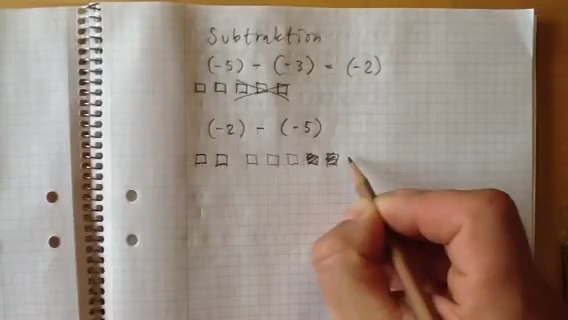 Subtraktion
(-5) - (-3) = (-2)
(-2) - (-5)